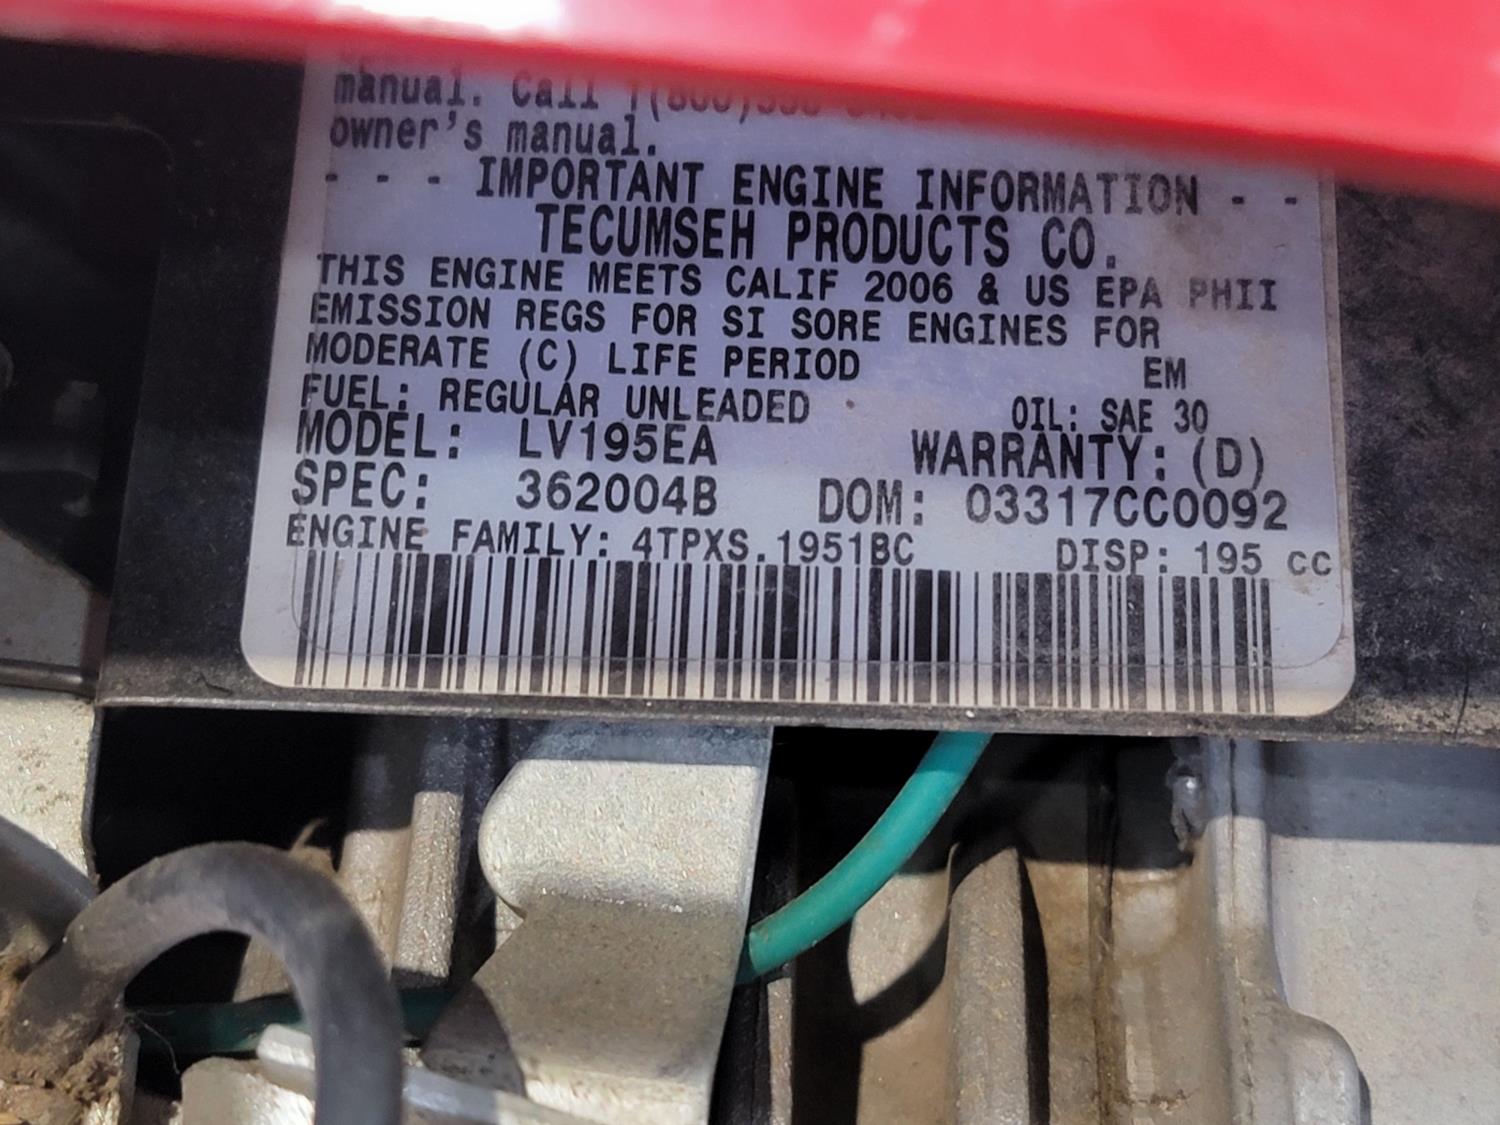 manual. Call
owner's manual.
- - - IMPORTANT ENGINE INFORMATION - -
TECUMSEH PRODUCTS CO.
THIS ENGINE MEETS CALIF 2006 & US EPA PHII
EMISSION REGS FOR SI SORE ENGINES FOR
MODERATE (C) LIFE PERIOD EM
FUEL: REGULAR UNLEADED OIL: SAE 30
MODEL: LV195EA WARRANTY: (D)
SPEC: 362004B DOM: 03317CC0092
ENGINE FAMILY: 4TPXS.1951BC DISP: 195 cc